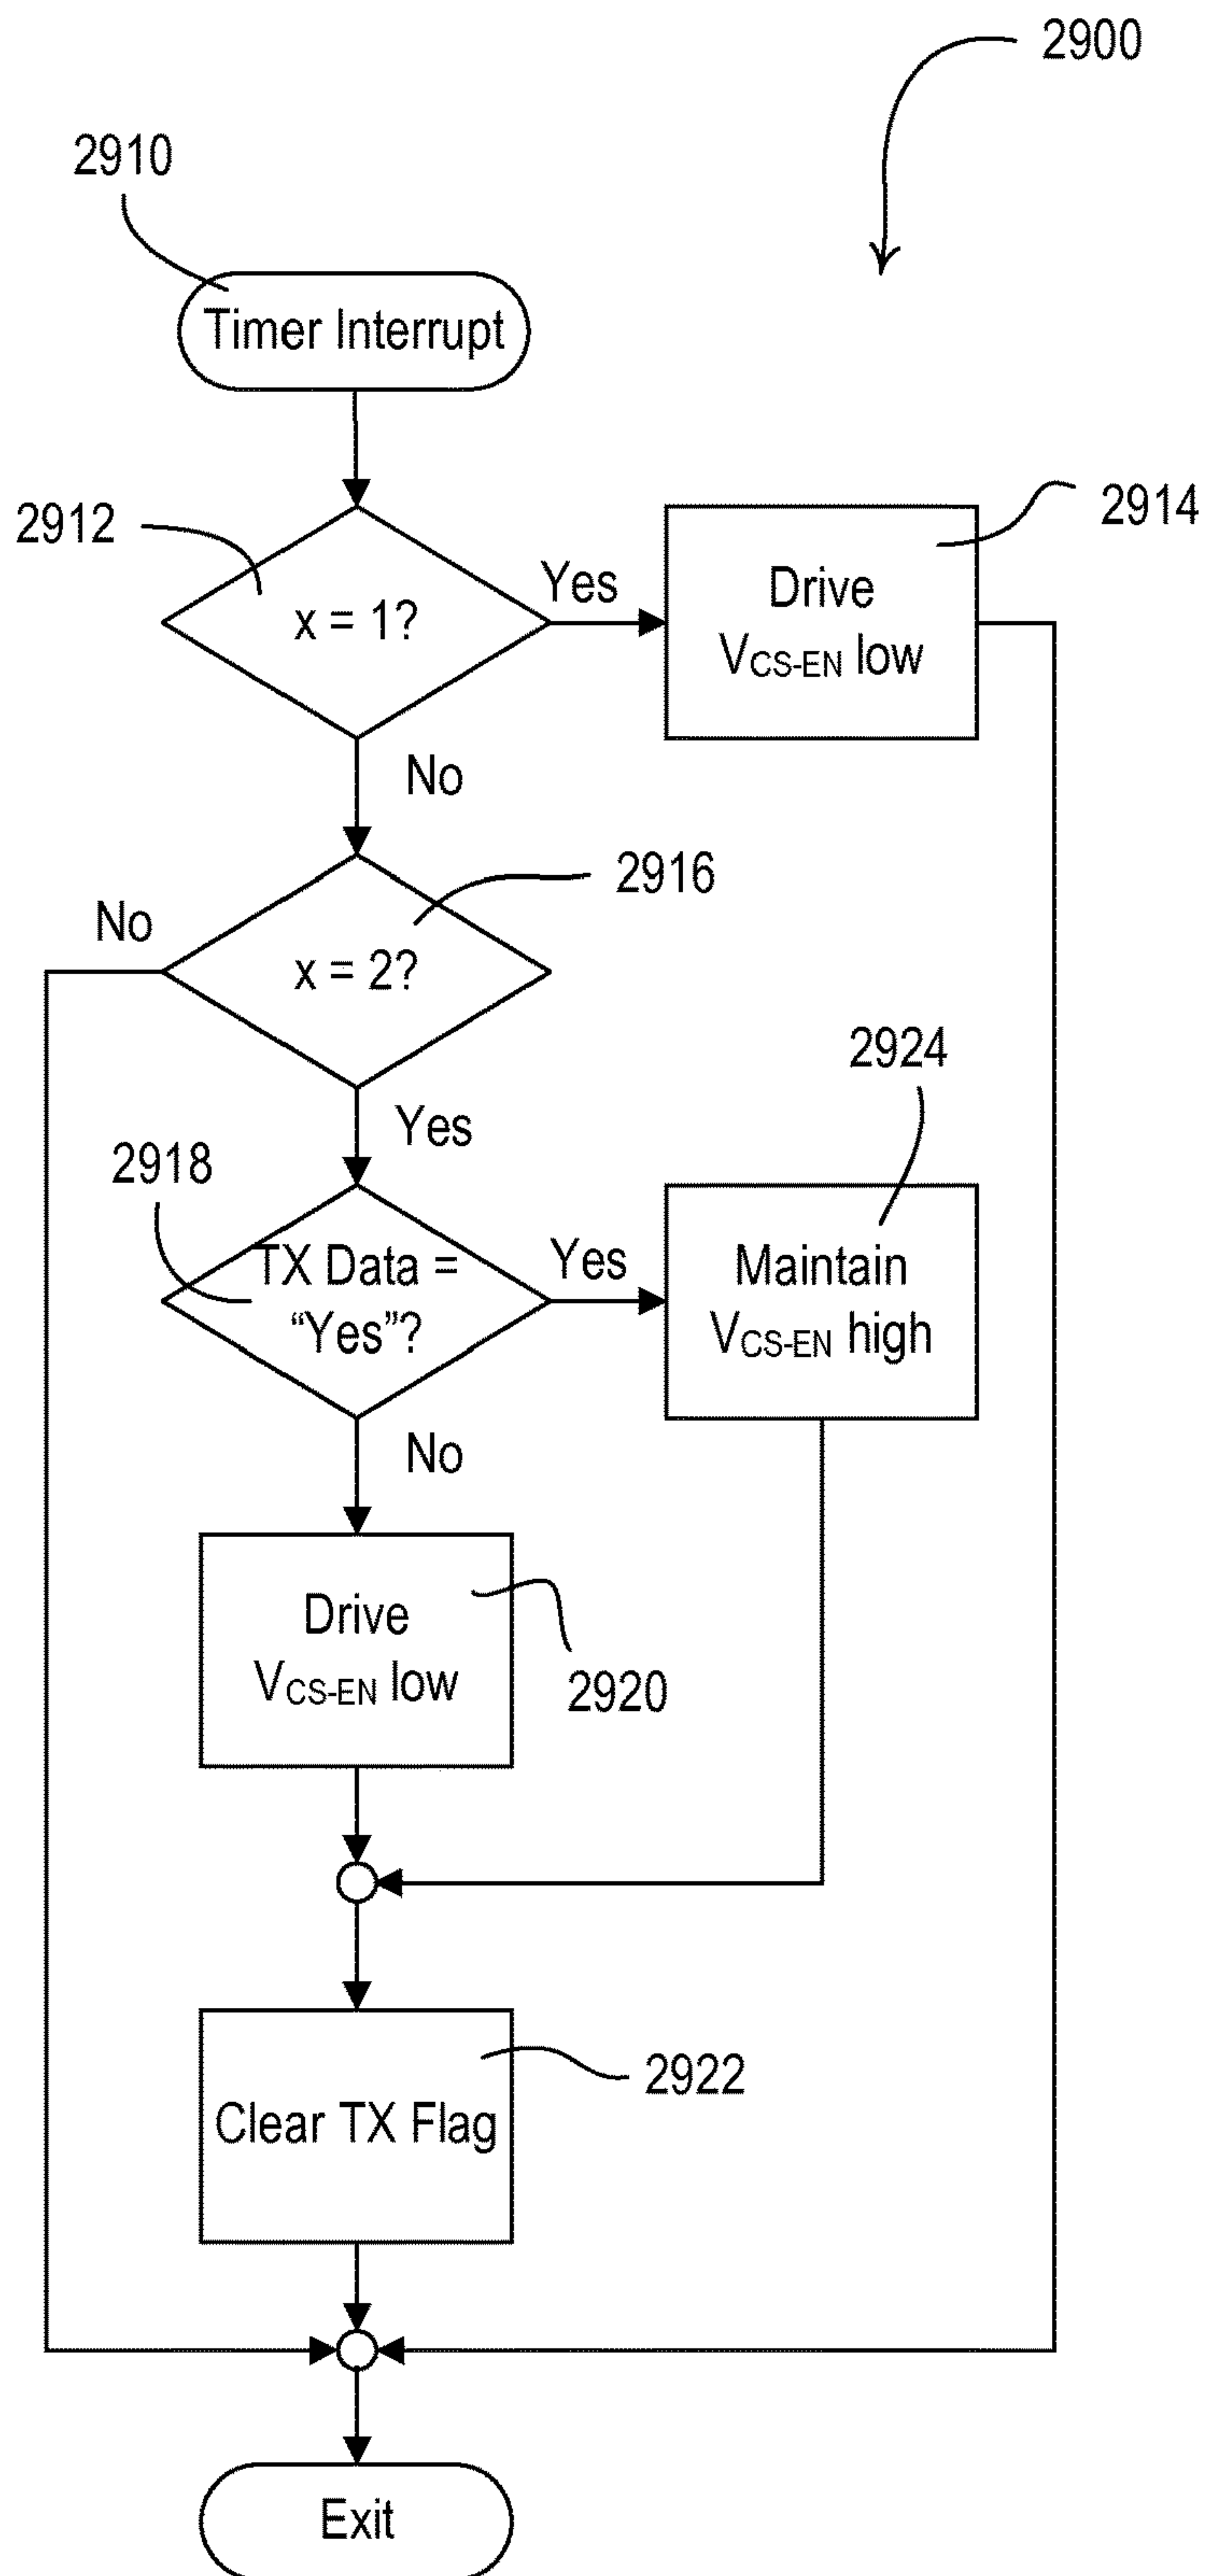 2900
2910
Timer Interrupt
2912
x = 1?
Yes
2914
Drive
VCS-EN low
No
2916
No
x = 2?
2924
Yes
2918
TX Data =
“Yes”?
Yes
Maintain
VCS-EN high
No
Drive
VCS-EN low
2920
2922
Clear TX Flag
Exit